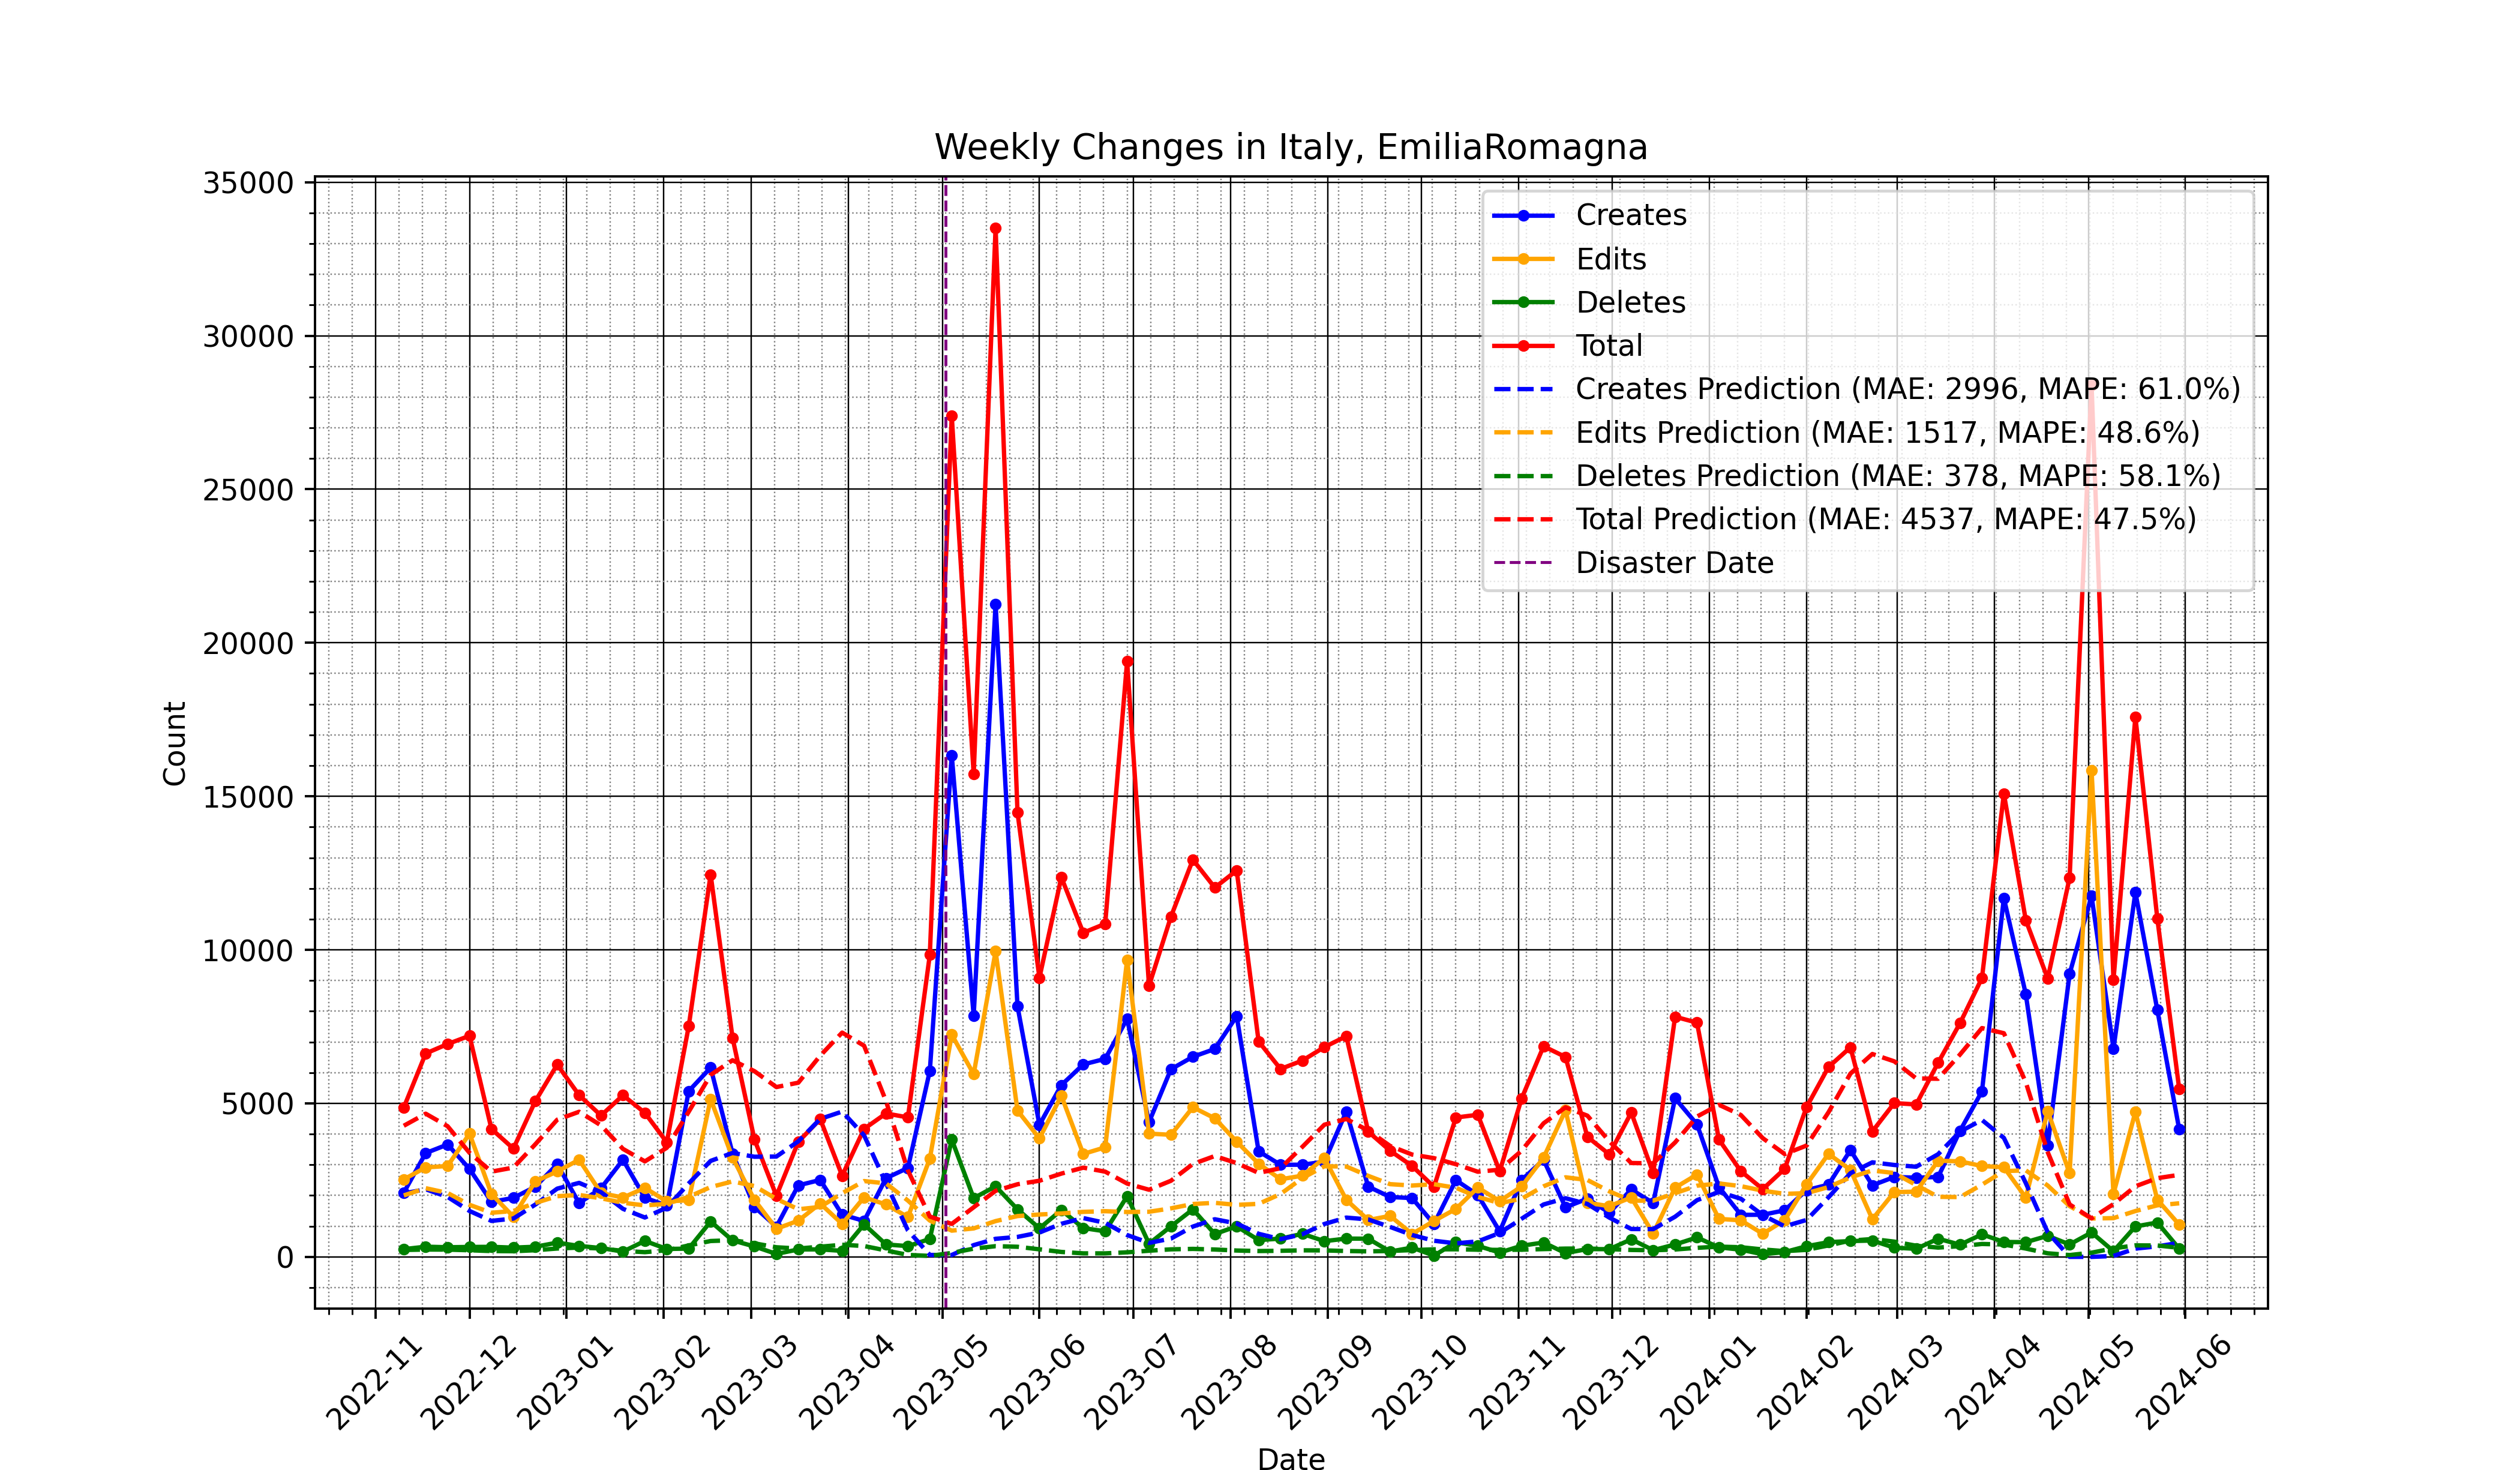 Weekly Changes in Italy, EmiliaRomagna
35000
30000
25000
20000
15000
10000
5000
0
Count
Creates
Edits
Deletes
Total
Creates Prediction (MAE: 2996, MAPE: 61.0%)
Edits Prediction (MAE: 1517, MAPE: 48.6%)
Deletes Prediction (MAE: 378, MAPE: 58.1%)
Total Prediction (MAE: 4537, MAPE: 47.5%)
Disaster Date
2022-11
2022-12
2023-01
2023-02
2023-03
2023-04
2023-05
2023-06
2023-07
2023-08
2023-09
2023-10
2023-11
2023-12
2024-01
2024-02
2024-03
2024-04
2024-05
2024-06
Date